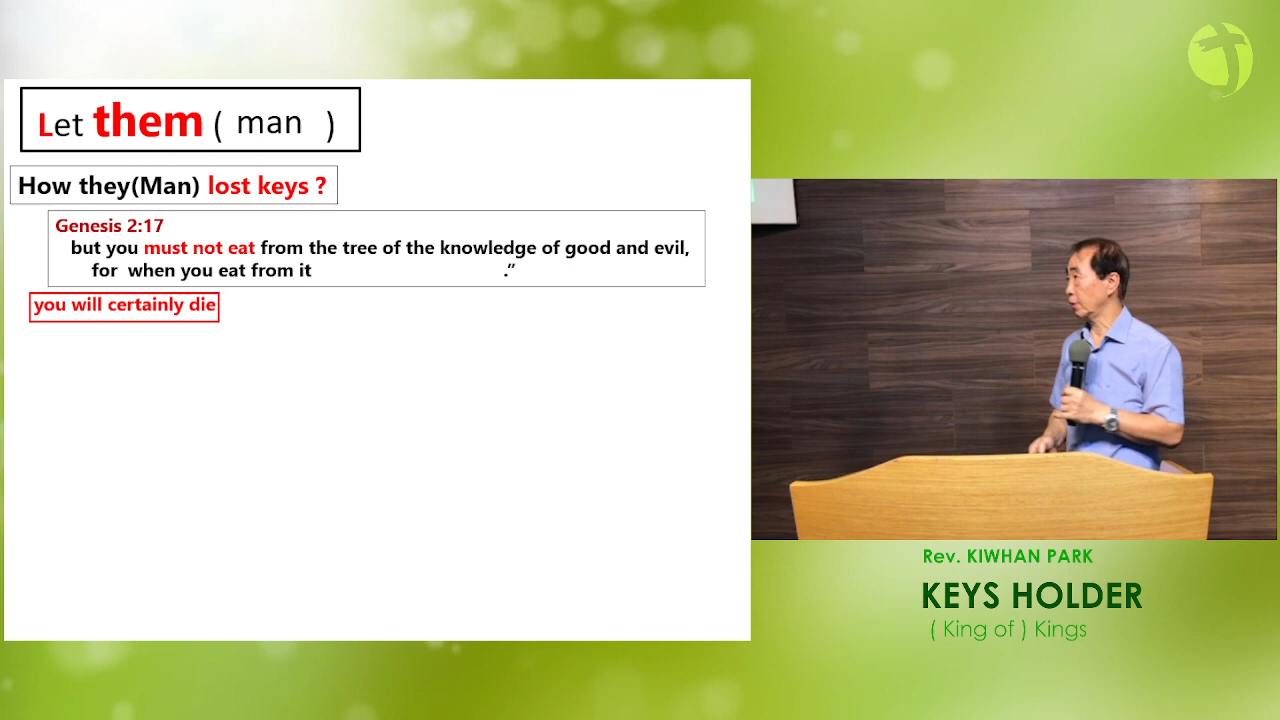 Let them ( man )
How they(Man) lost keys ?
Genesis 2:17
but you must not eat from the tree of the knowledge of good and evil,
for when you eat from it .”
you will certainly die
Rev. KIWHAN PARK
KEYS HOLDER
( King of ) Kings